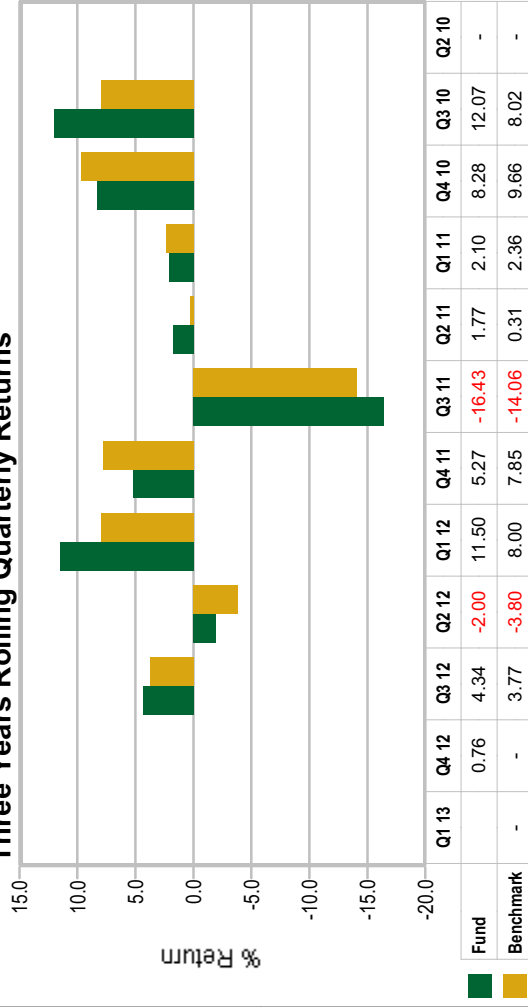 Three Years Rolling Quarterly Returns
15.0
10.0
5.0
0.0
-5.0
-10.0
-15.0
-20.0
% Return
Q1 13 Q4 12 Q3 12 Q2 12 Q1 12 Q4 11 Q3 11 Q2 11 Q1 11 Q4 10 Q3 10 Q2 10
Fund 0.76 4.34 -2.00 11.50 5.27 -16.43 1.77 2.10 8.28 12.07 -
Benchmark - - 3.77 -3.80 8.00 7.85 -14.06 0.31 2.36 9.66 8.02 -